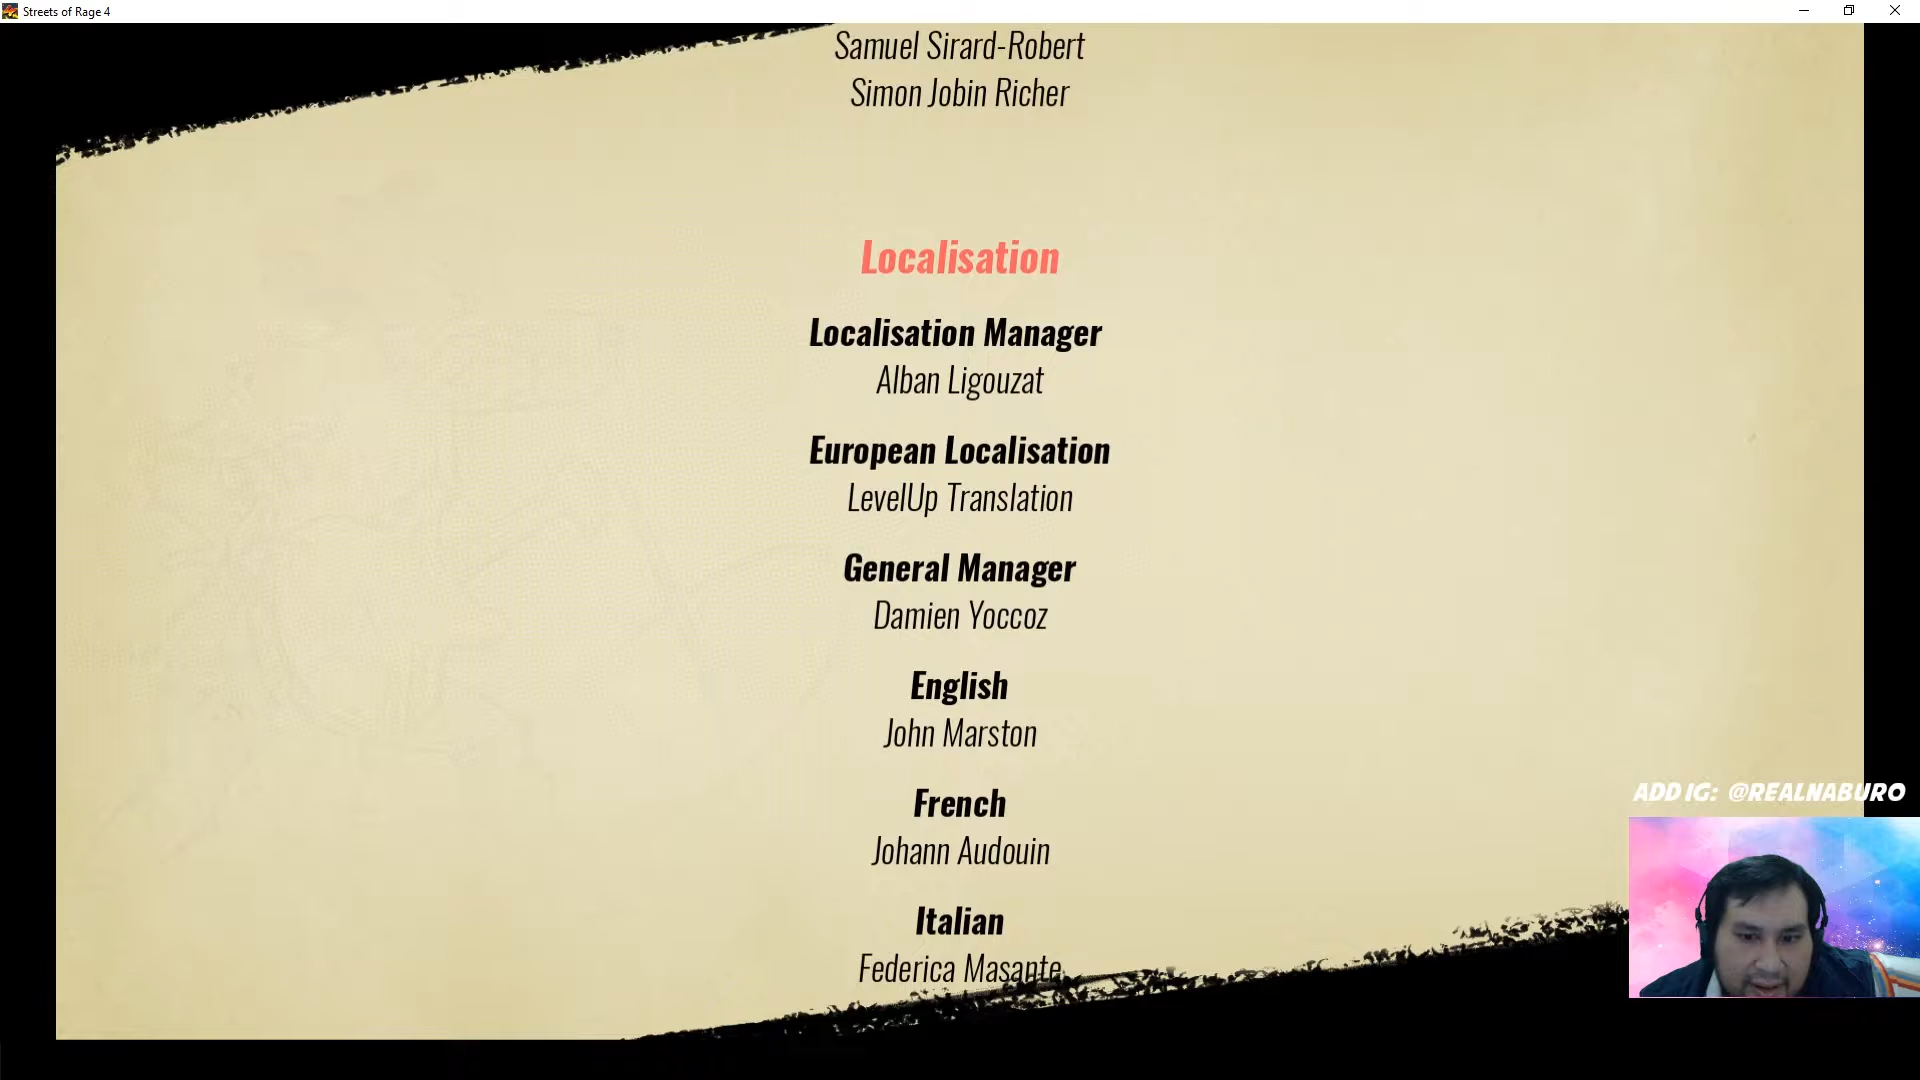 Streets of Rage 4
Samuel Sirard-Robert
Simon Jobin Richer
Localisation
Localisation Manager
Alban Ligouzat
European Localisation
LevelUp Translation
General Manager
Damien Yoccoz
English
John Marston
French
Johann Audouin
Italian
Federica Masante
ADD IG: @REALNABURO